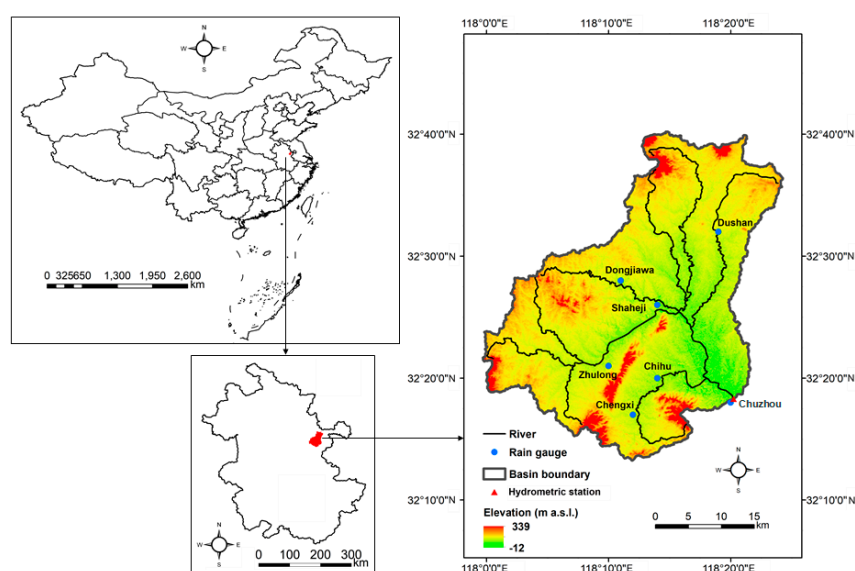 N
W E
S
0 325650 1,300 1,950 2,600
km
N
W E
S
0 100 200 300
km
118°0'0"E 118°10'0"E 118°20'0"E
32°40'0"N 32°40'0"N
Dushan
32°30'0"N 32°30'0"N
Dongjiawa
Shaheji
32°20'0"N 32°20'0"N
Zhulong Chihu
Chengxi Chuzhou
River
Rain gauge
Basin boundary
Hydrometric station
Elevation (m a.s.l.)
339
-12
32°10'0"N 32°10'0"N
N
W E
S
0 5 10 15
km
118°0'0"E 118°10'0"E 118°20'0"E